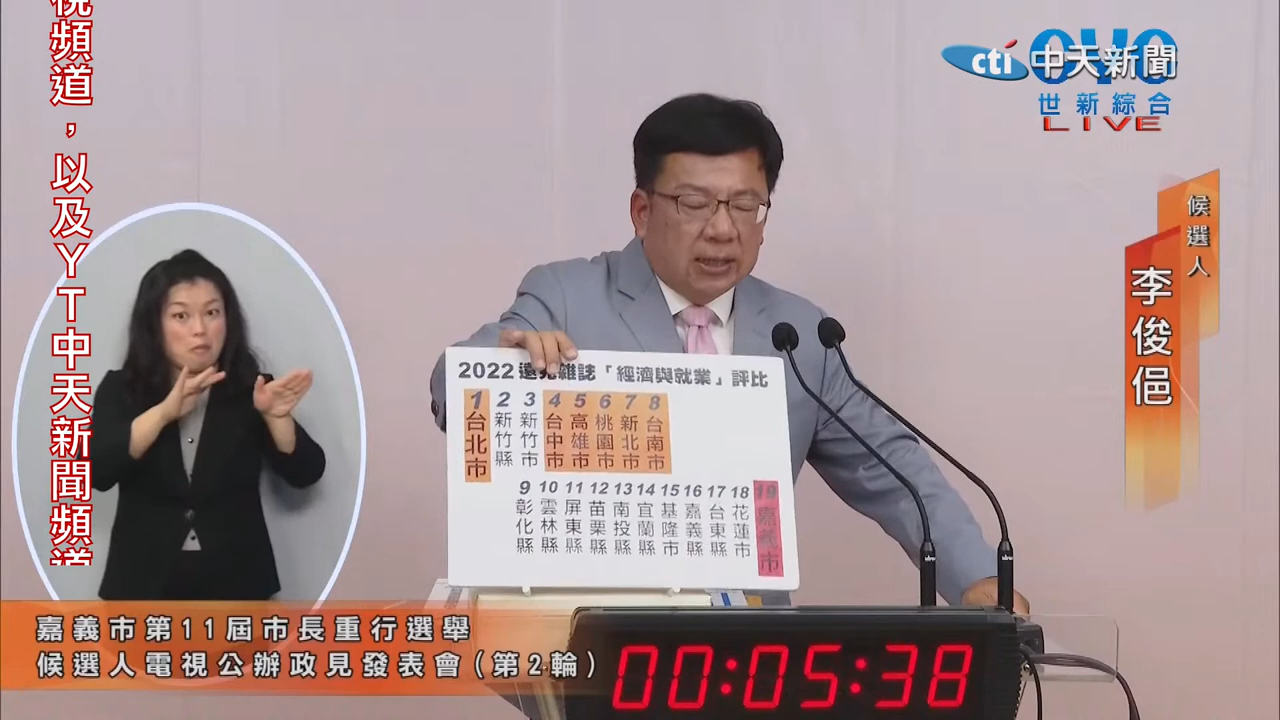 視頻道，以及YT中天新聞頻道
cti 中天新聞
OVO
世新綜合
LIVE
候選人
李俊俋
2022 遠見雜誌「經濟與就業」評比
1 台北市
2 新竹縣
3 新竹市
4 台中市
5 高雄市
6 桃園市
7 新北市
8 台南市
9 彰化縣
10 雲林縣
11 屏東縣
12 苗栗縣
13 南投縣
14 宜蘭縣
15 基隆市
16 嘉義縣
17 台東縣
18 花蓮市
19 嘉義市
嘉義市第11屆市長重行選舉
候選人電視公辦政見發表會(第2輪)
00:05:38